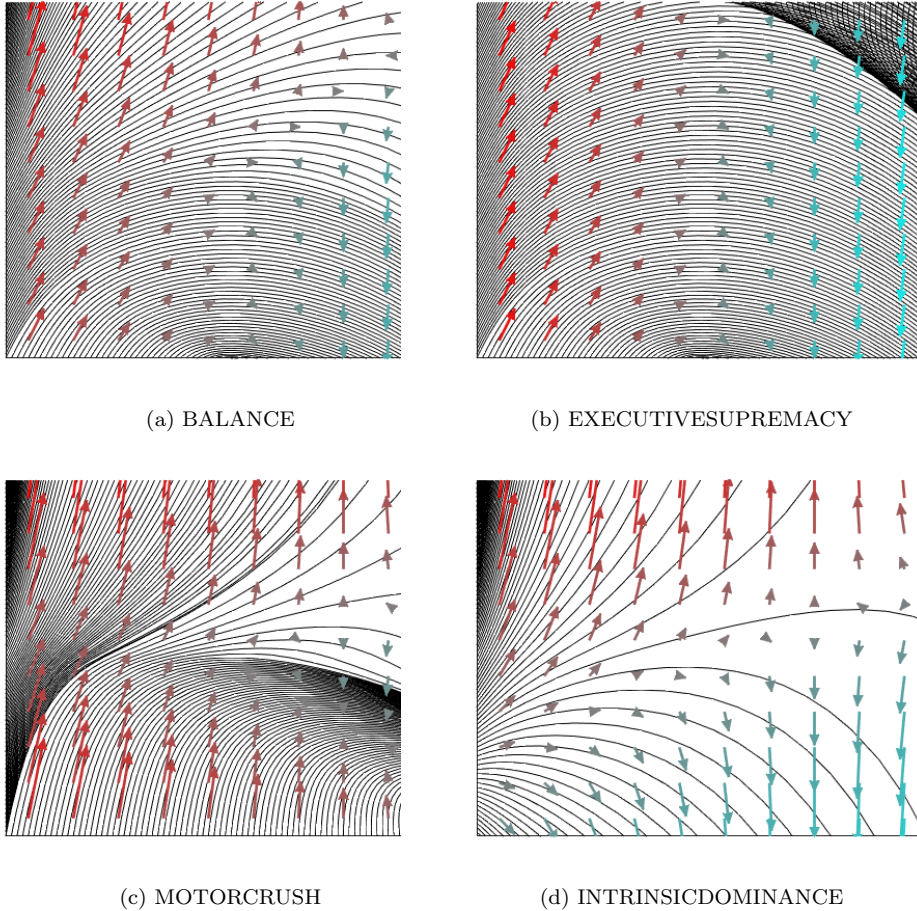 (a) BALANCE
(b) EXECUTIVESUPREMACY
(c) MOTORCRUSH
(d) INTRINSICDOMINANCE